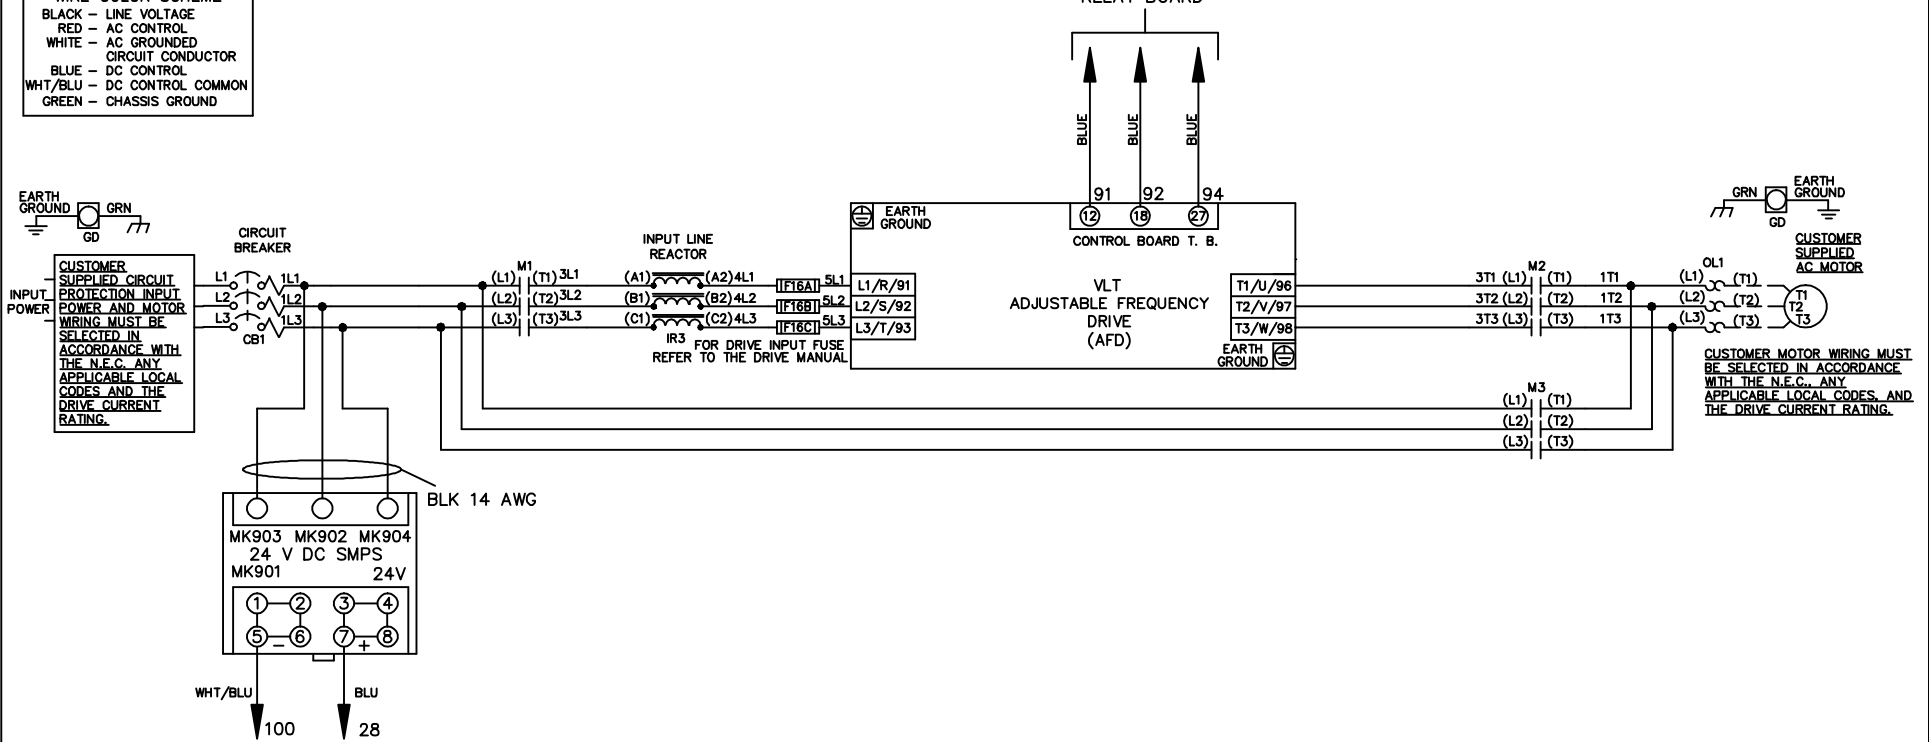 BLACK – LINE VOLTAGE
RED – AC CONTROL
WHITE – AC GROUNDED
CIRCUIT CONDUCTOR
BLUE – DC CONTROL
WHT/BLU – DC CONTROL COMMON
GREEN – CHASSIS GROUND
BLUE
BLUE
BLUE
91
92
94
12
18
27
CONTROL BOARD T. B.
EARTH
GROUND
GRN
GD
CIRCUIT
BREAKER
INPUT
POWER
CUSTOMER
SUPPLIED CIRCUIT
PROTECTION INPUT
POWER AND MOTOR
WIRING MUST BE
SELECTED IN
ACCORDANCE WITH
THE N.E.C. ANY
APPLICABLE LOCAL
CODES AND THE
DRIVE CURRENT
RATING.
L1
L2
L3
1L1
1L2
1L3
CB1
M1
(L1) (T1) 3L1
(L2) (T2) 3L2
(L3) (T3) 3L3
INPUT LINE
REACTOR
(A1) (A2) 4L1
(B1) (B2) 4L2
(C1) (C2) 4L3
IR3
F16A 5L1
F16B 5L2
F16C 5L3
FOR DRIVE INPUT FUSE
REFER TO THE DRIVE MANUAL
EARTH
GROUND
L1/R/91
L2/S/92
L3/T/93
VLT
ADJUSTABLE FREQUENCY
DRIVE
(AFD)
T1/U/96
T2/V/97
T3/W/98
EARTH
GROUND
M2
3T1 (L1) (T1) 1T1
3T2 (L2) (T2) 1T2
3T3 (L3) (T3) 1T3
M3
(L1) (T1)
(L2) (T2)
(L3) (T3)
GRN
EARTH
GROUND
GD
CUSTOMER
SUPPLIED
AC MOTOR
OL1
(L1) (T1)
(L2) (T2)
(L3) (T3)
T1
T2
T3
CUSTOMER MOTOR WIRING MUST
BE SELECTED IN ACCORDANCE
WITH THE N.E.C., ANY
APPLICABLE LOCAL CODES, AND
THE DRIVE CURRENT RATING.
BLK 14 AWG
MK903 MK902 MK904
24 V DC SMPS
MK901 24V
1 2 3 4
5 – 6 7 + 8
WHT/BLU
BLU
100
28